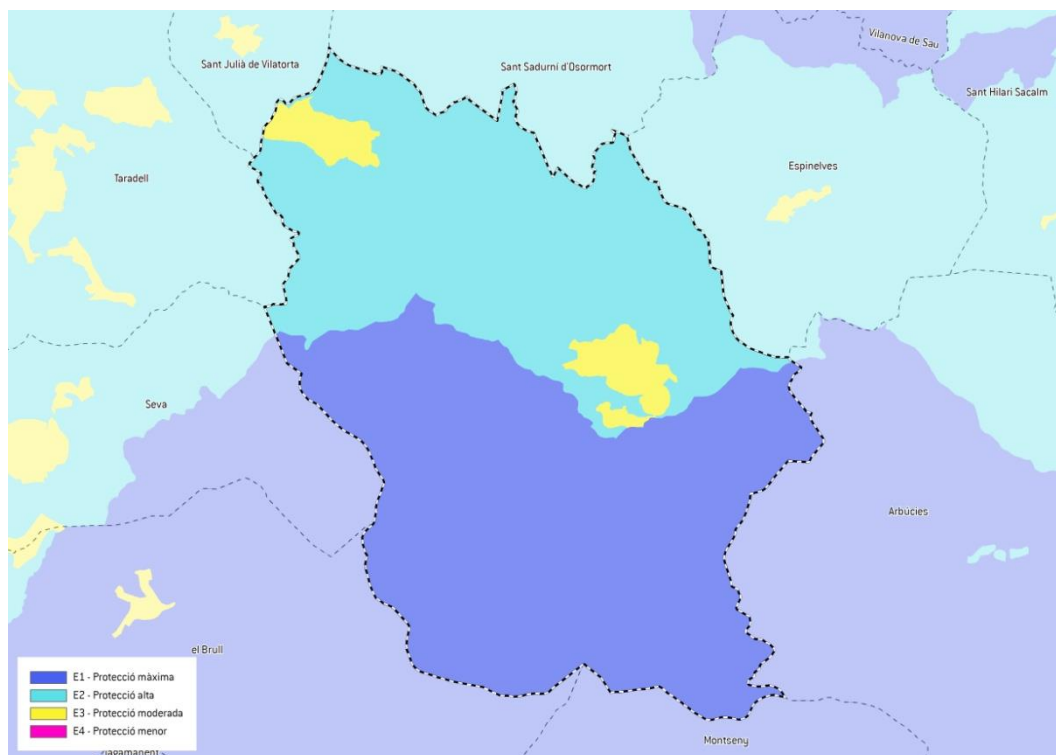 Vilanova de Sau
Sant Julià de Vilatorta
Sant Sadurní d'Osormort
Sant Hilari Sacalm
Espinelves
Taradell
Seva
Arbúcies
el Brull
E1 - Protecció màxima
E2 - Protecció alta
E3 - Protecció moderada
E4 - Protecció menor
Montseny